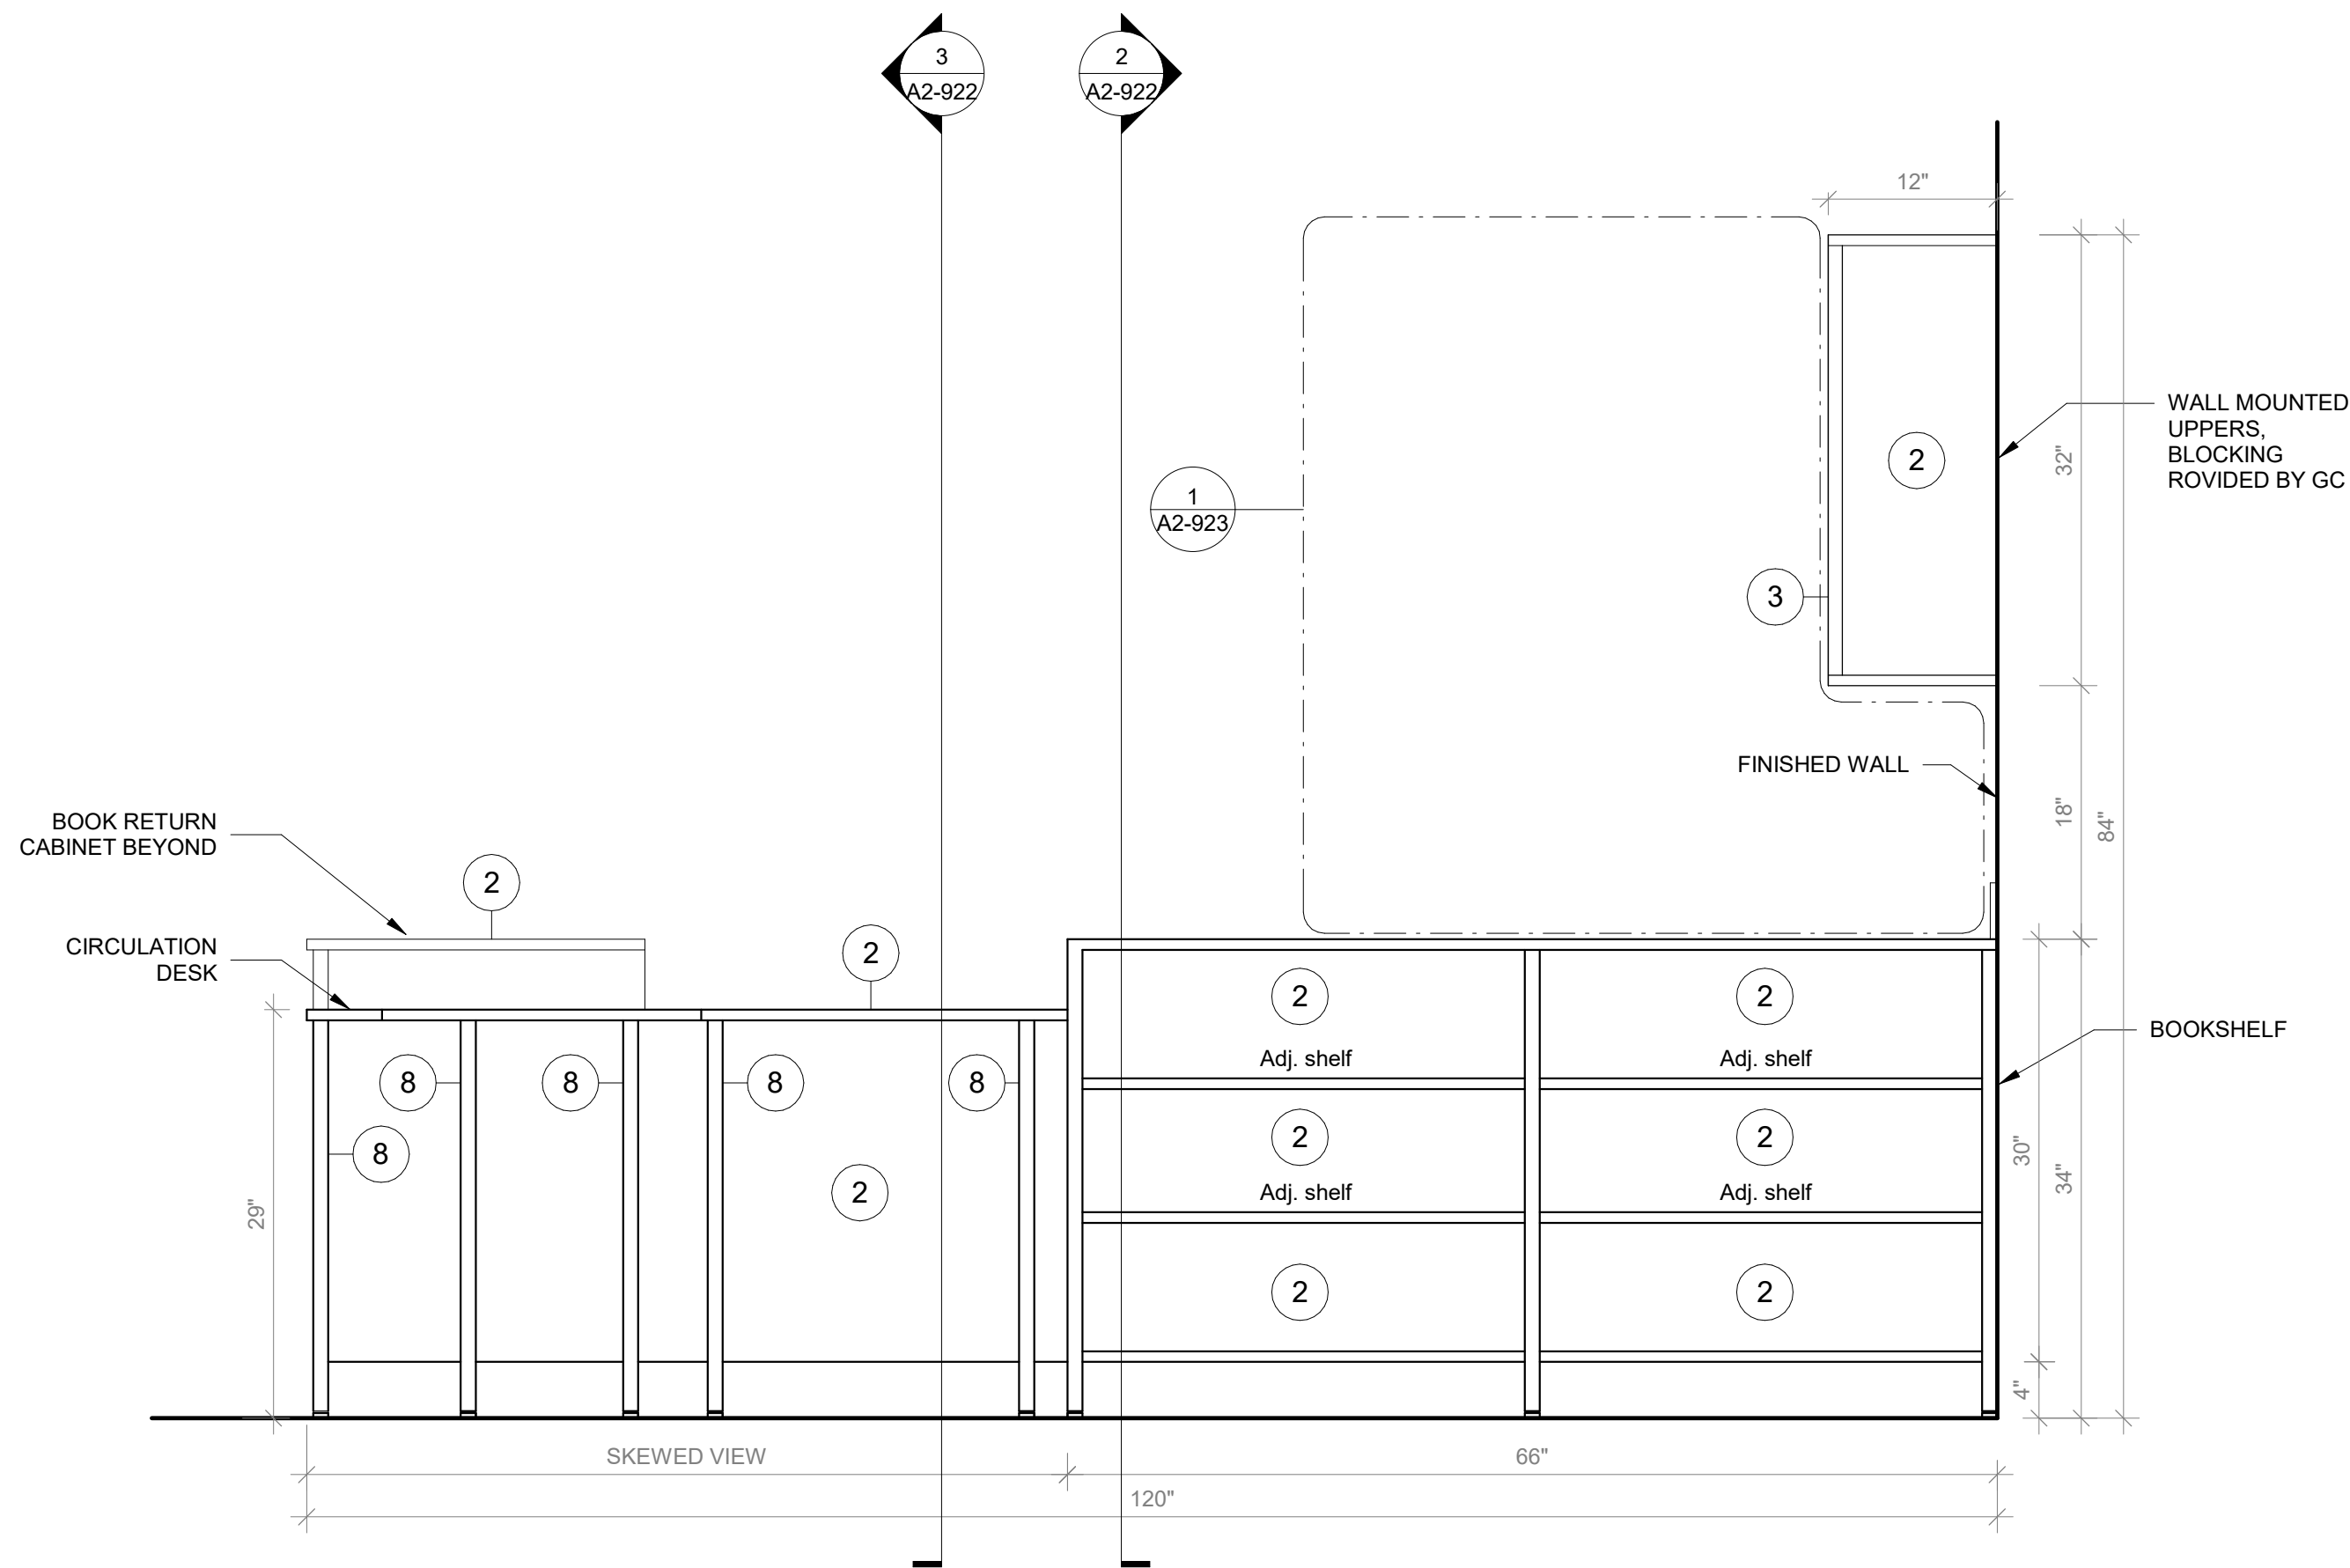 3
A2-922
2
A2-922
12"
WALL MOUNTED
UPPERS,
BLOCKING
ROVIDED BY GC
2
32"
1
A2-923
3
FINISHED WALL
18"
84"
BOOK RETURN
CABINET BEYOND
2
CIRCULATION
DESK
2
2
2
BOOKSHELF
Adj. shelf
Adj. shelf
8
8
8
8
8
2
2
2
30"
34"
Adj. shelf
Adj. shelf
29"
2
2
4"
SKEWED VIEW
66"
120"